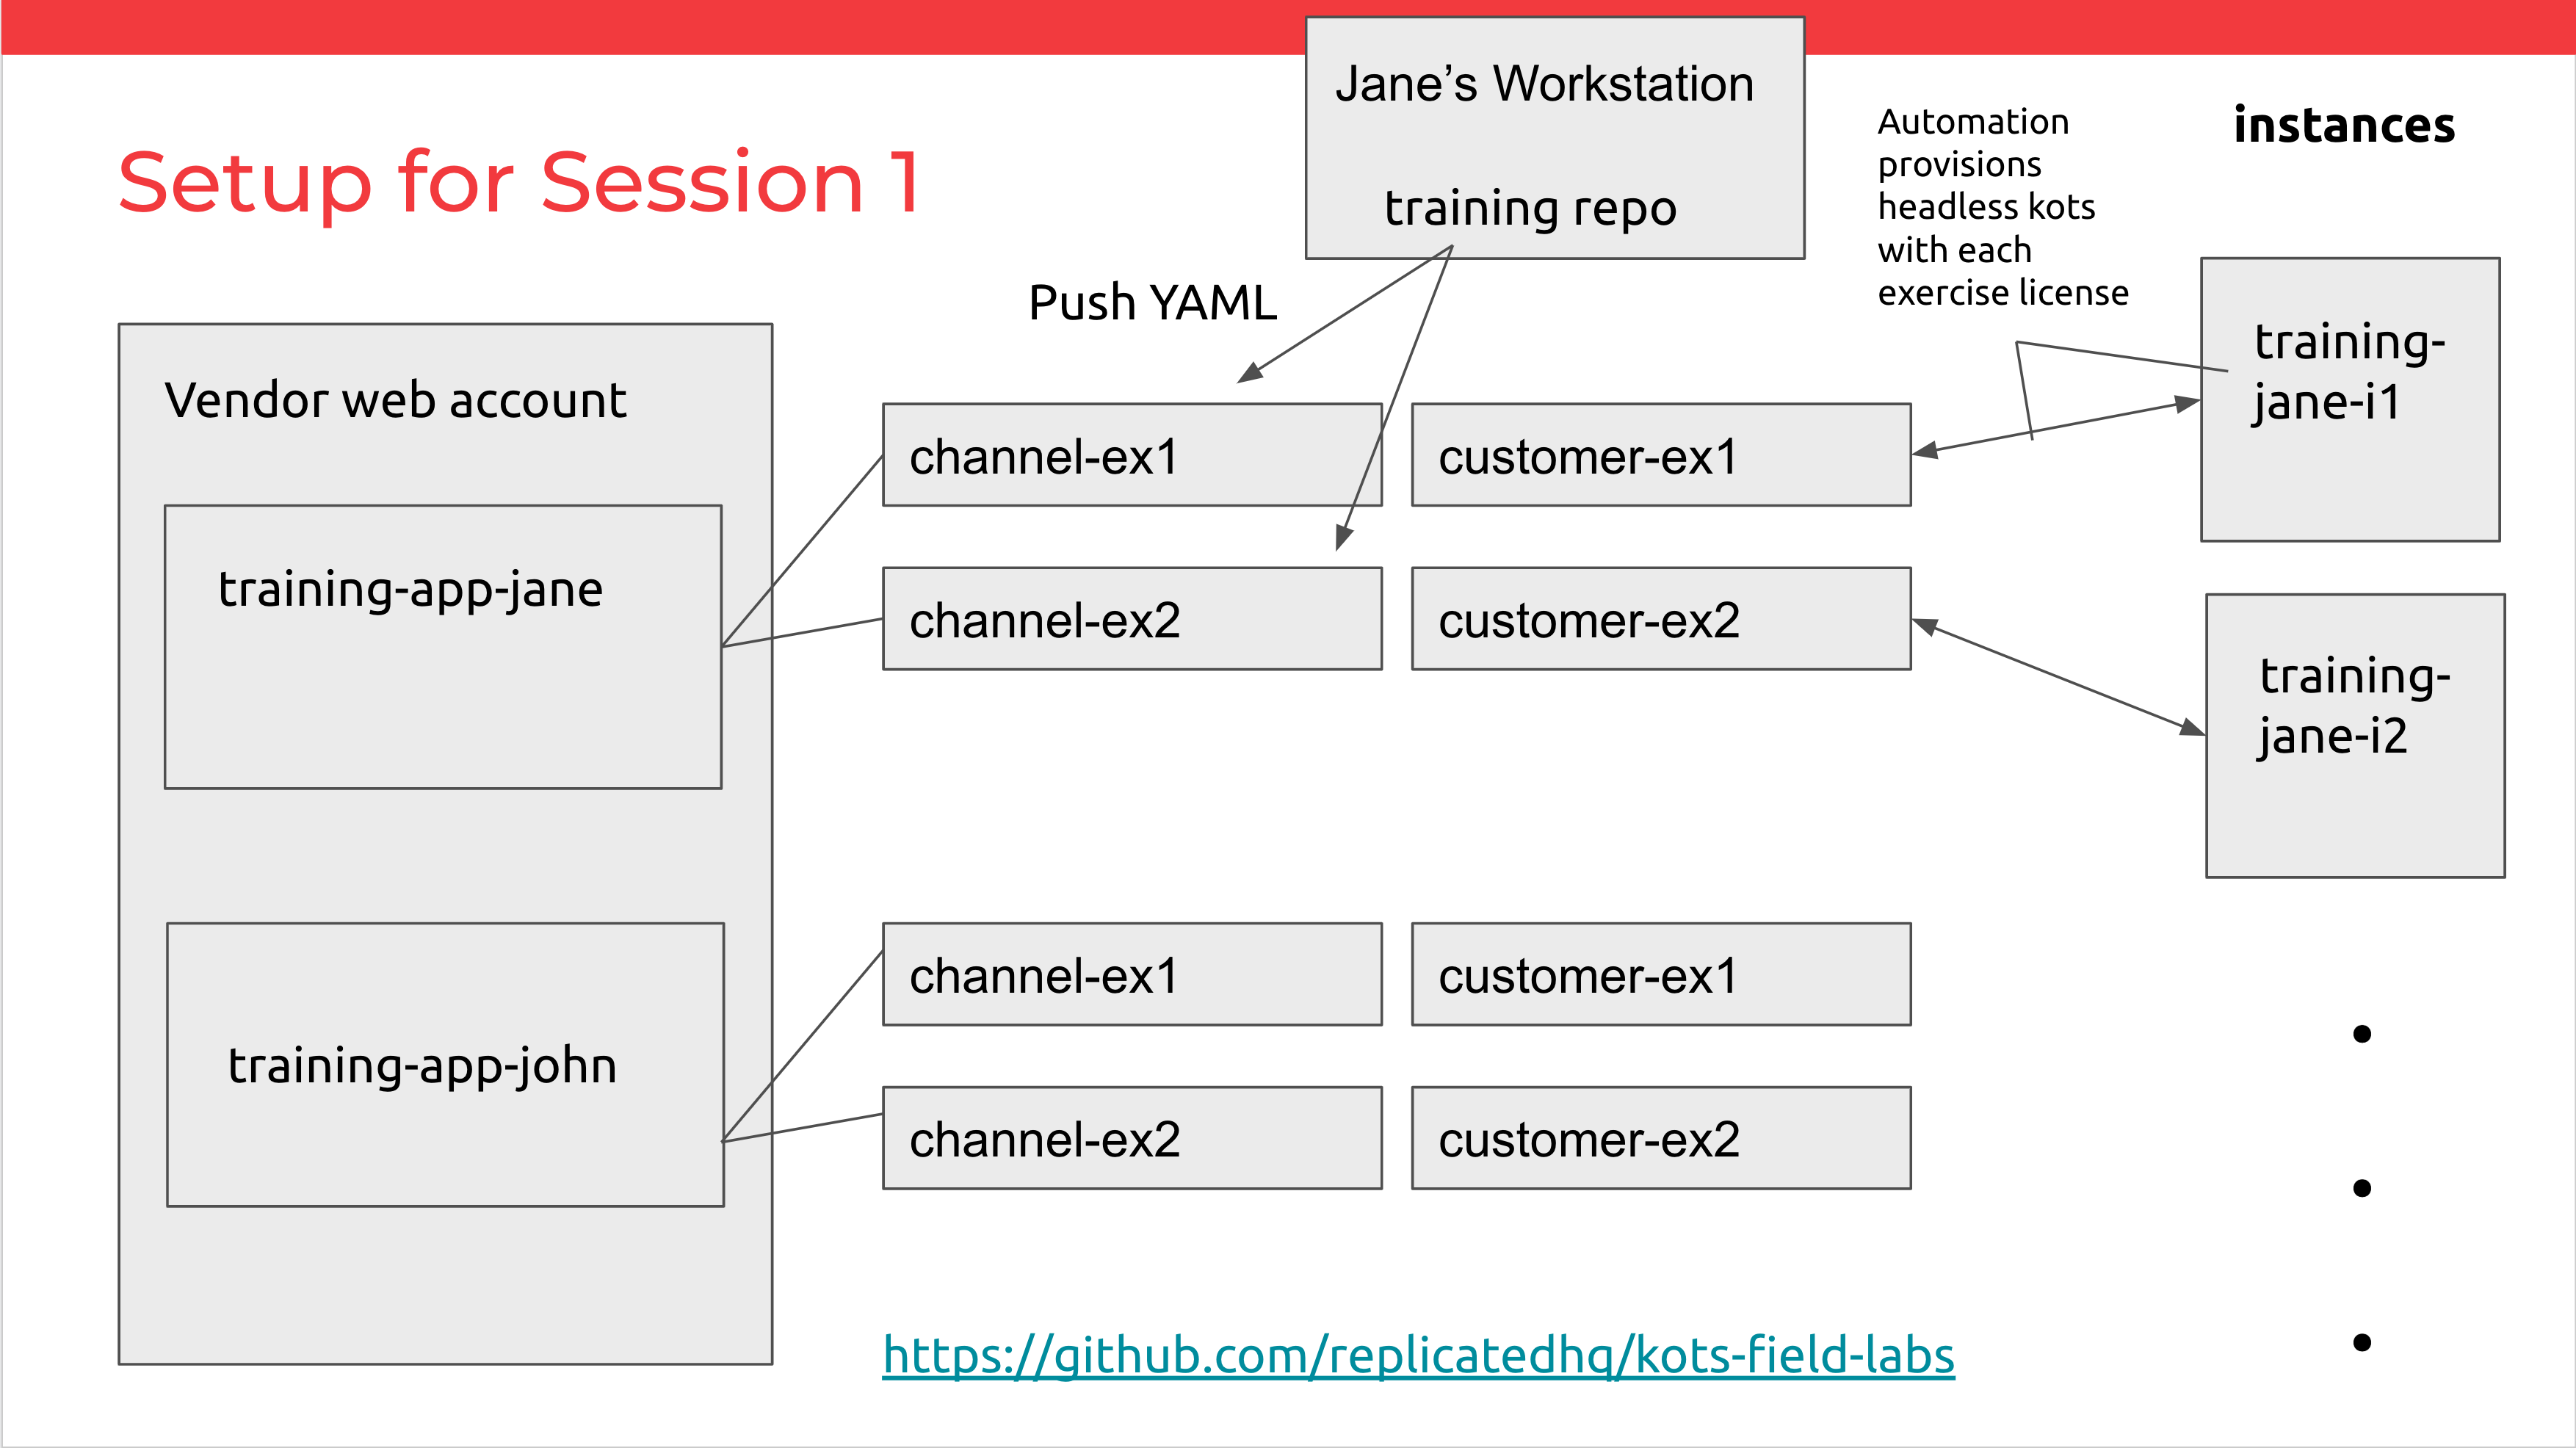 Setup for Session 1
Jane’s Workstation
training repo
Automation
provisions
headless kots
with each
exercise license
instances
Push YAML
Vendor web account
training-app-jane
channel-ex1
customer-ex1
training-
jane-i1
channel-ex2
customer-ex2
training-
jane-i2
training-app-john
channel-ex1
customer-ex1
channel-ex2
customer-ex2
https://github.com/replicatedhq/kots-field-labs